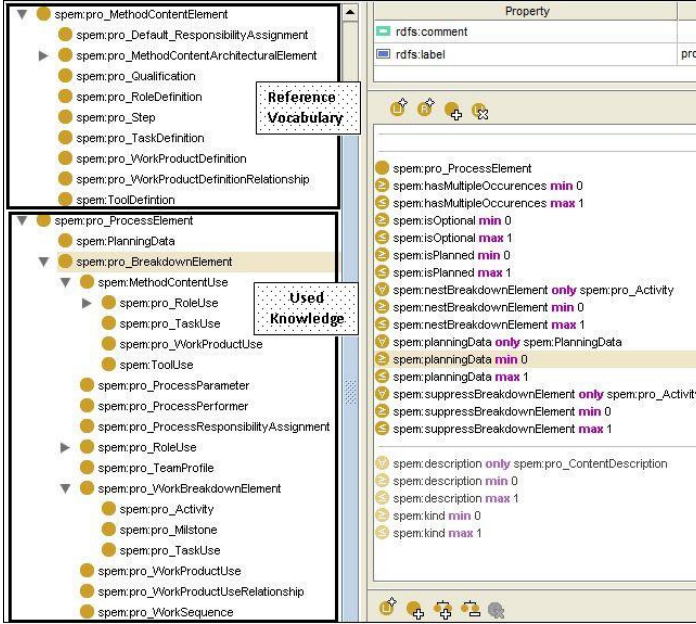 spem:pro_MethodContentElement
spem:pro_Default_ResponsibilityAssignment
spem:pro_MethodContentArchitecturalElement
spem:pro_Qualification
spem:pro_RoleDefinition
spem:pro_Step
spem:pro_TaskDefinition
spem:pro_WorkProductDefinition
spem:pro_WorkProductDefinitionRelationship
spem:ToolDefintion
Reference
Vocabulary
spem:pro_ProcessElement
spem:PlanningData
spem:pro_BreakdownElement
spem:MethodContentUse
spem:pro_RoleUse
spem:pro_TaskUse
spem:pro_WorkProductUse
spem:ToolUse
spem:pro_ProcessParameter
spem:pro_ProcessPerformer
spem:pro_ProcessResponsibilityAssignment
spem:pro_RoleUse
spem:pro_TeamProfile
spem:pro_WorkBreakdownElement
spem:pro_Activity
spem:pro_Milstone
spem:pro_TaskUse
spem:pro_WorkProductUse
spem:pro_WorkProductUseRelationship
spem:pro_WorkSequence
Used
Knowledge
Property
rdfs:comment
rdfs:label pro
spem:pro_ProcessElement
spem:hasMultipleOccurences min 0
spem:hasMultipleOccurences max 1
spem:isOptional min 0
spem:isOptional max 1
spem:isPlanned min 0
spem:isPlanned max 1
spem:nestBreakdownElement only spem:pro_Activity
spem:nestBreakdownElement min 0
spem:nestBreakdownElement max 1
spem:planningData only spem:PlanningData
spem:planningData min 0
spem:planningData max 1
spem:suppressBreakdownElement only spem:pro_Activity
spem:suppressBreakdownElement min 0
spem:suppressBreakdownElement max 1
spem:description only spem:pro_ContentDescription
spem:description min 0
spem:description max 1
spem:kind min 0
spem:kind max 1